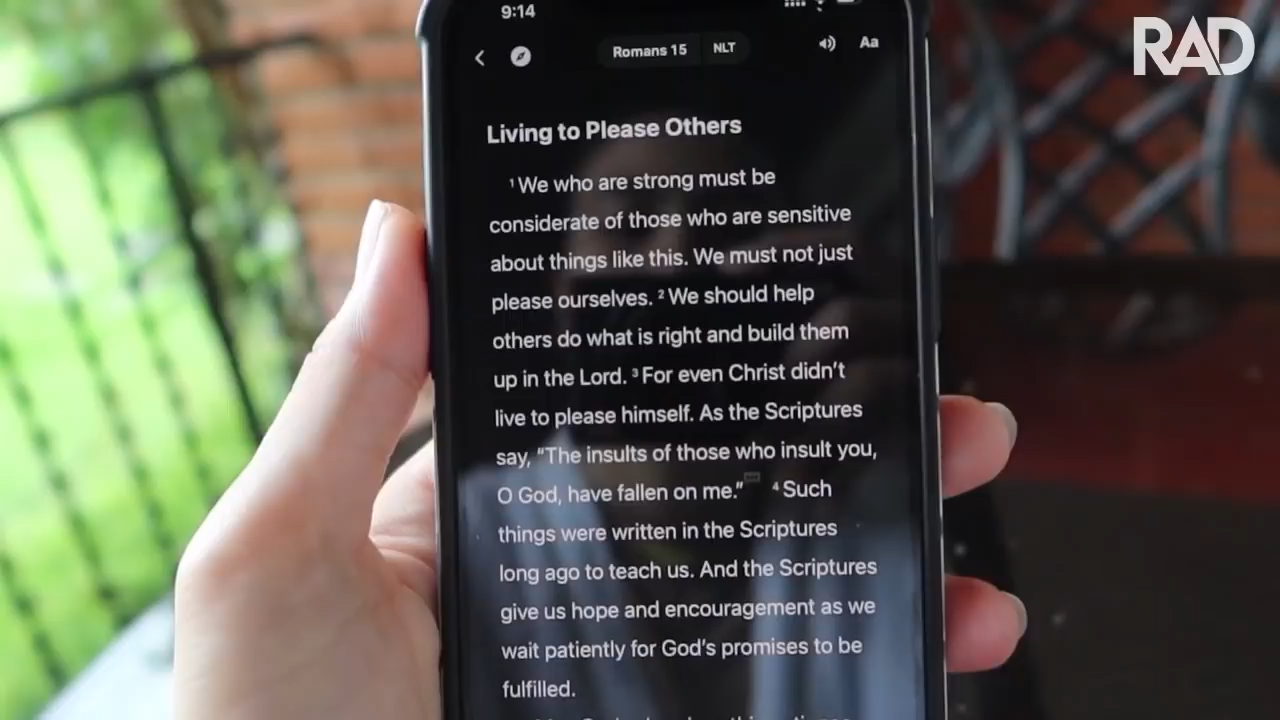 9:14
RAD
Romans 15 NLT
Aa
Living to Please Others
1 We who are strong must be
considerate of those who are sensitive
about things like this. We must not just
please ourselves. 2 We should help
others do what is right and build them
up in the Lord. 3 For even Christ didn’t
live to please himself. As the Scriptures
say, “The insults of those who insult you,
O God, have fallen on me.” 4 Such
things were written in the Scriptures
long ago to teach us. And the Scriptures
give us hope and encouragement as we
wait patiently for God’s promises to be
fulfilled.